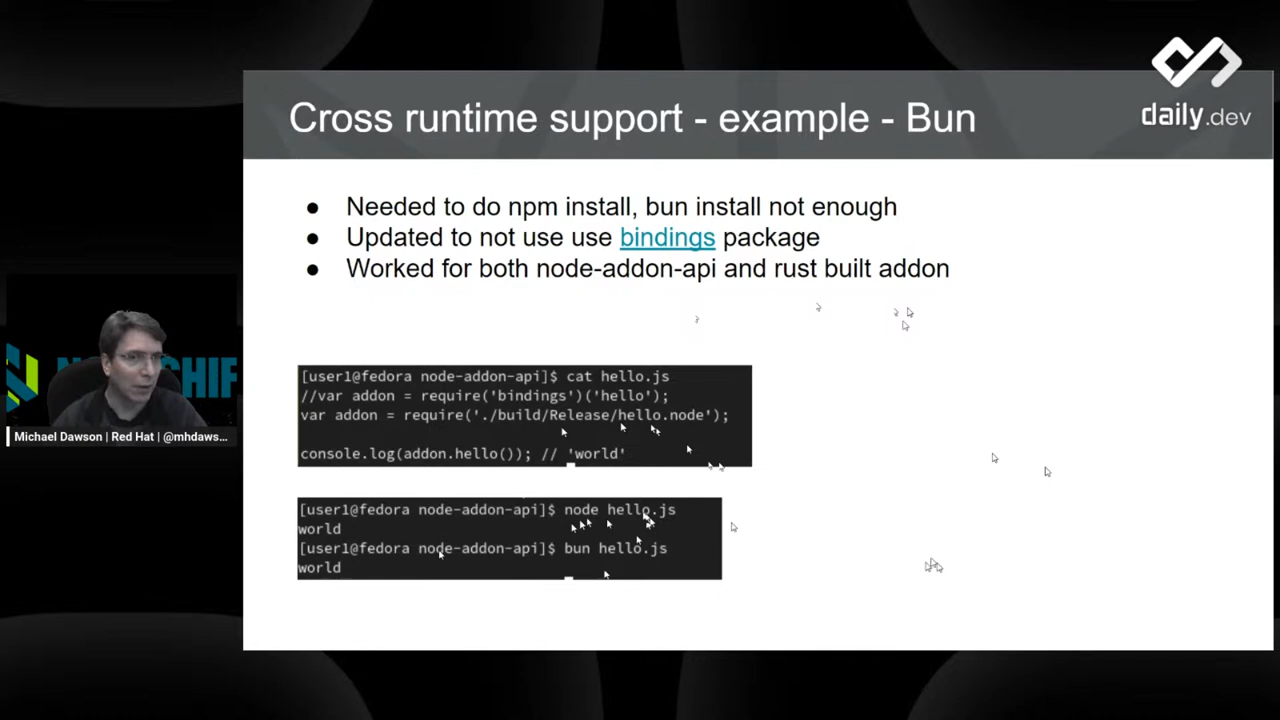 daily.dev
Cross runtime support - example - Bun
● Needed to do npm install, bun install not enough
● Updated to not use use bindings package
● Worked for both node-addon-api and rust built addon
[user1@fedora node-addon-api]$ cat hello.js
//var addon = require('bindings')('hello');
var addon = require('./build/Release/hello.node');
console.log(addon.hello()); // 'world'
[user1@fedora node-addon-api]$ node hello.js
world
[user1@fedora node-addon-api]$ bun hello.js
world
Michael Dawson | Red Hat | @mhdaws...